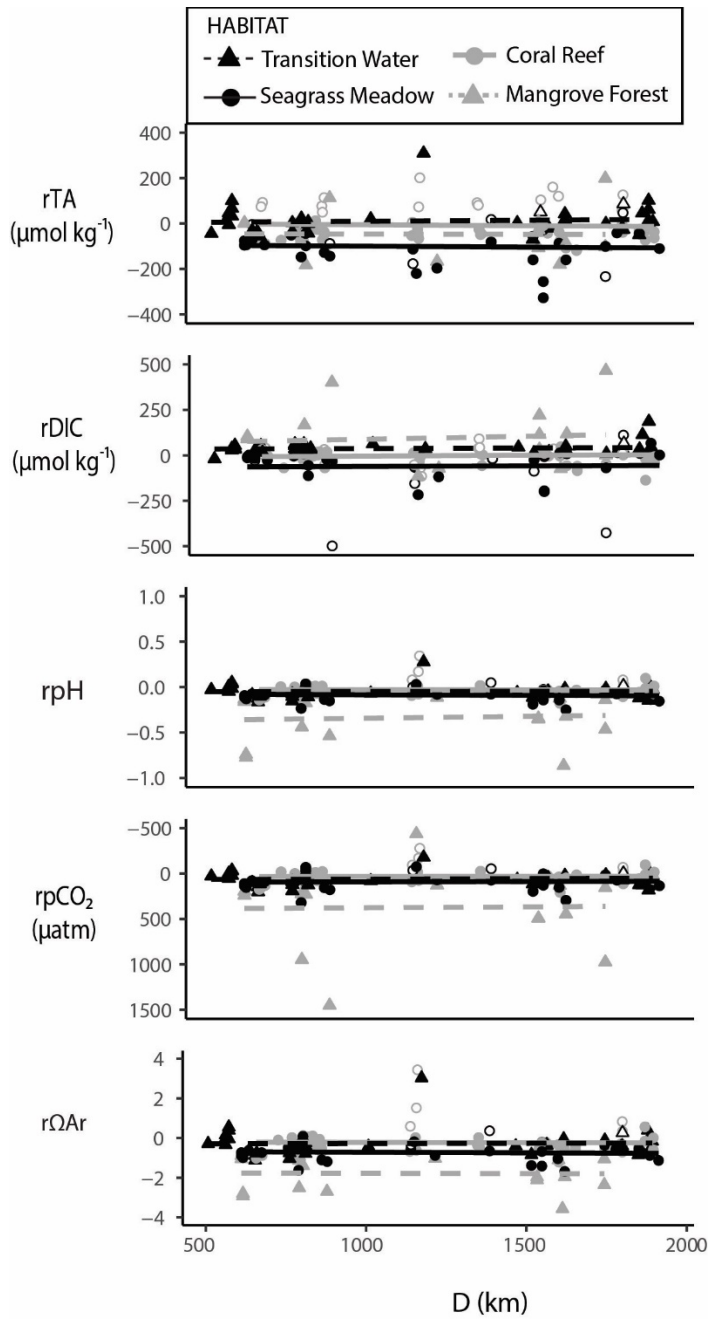 HABITAT
Transition Water
Coral Reef
Seagrass Meadow
Mangrove Forest
400
200
0
−200
−400
rTA
(µmol kg⁻¹)
500
250
0
−250
−500
rDIC
(µmol kg⁻¹)
1.0
0.5
0.0
−0.5
−1.0
rpH
−500
0
500
1000
1500
rpCO₂
(µatm)
4
2
0
−2
−4
rΩAr
500
1000
1500
2000
D (km)